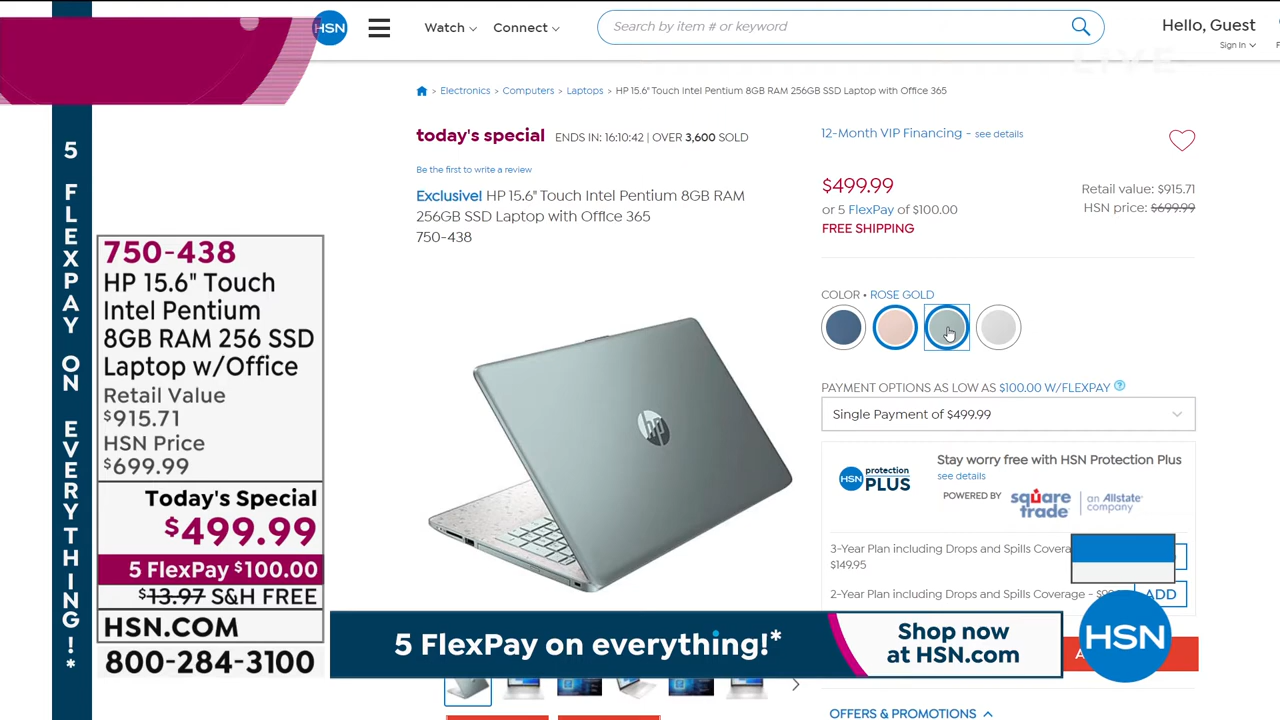 HSN
Watch
Connect
Search by item # or keyword
Hello, Guest
Sign In
LIVE
Electronics > Computers > Laptops > HP 15.6" Touch Intel Pentium 8GB RAM 256GB SSD Laptop with Office 365
today's special ENDS IN: 16:10:42 | OVER 3,600 SOLD
Be the first to write a review
Exclusive! HP 15.6" Touch Intel Pentium 8GB RAM
256GB SSD Laptop with Office 365
750-438
12-Month VIP Financing - see details
$499.99
or 5 FlexPay of $100.00
FREE SHIPPING
Retail value: $915.71
HSN price: $699.99
COLOR • ROSE GOLD
PAYMENT OPTIONS AS LOW AS $100.00 W/FLEXPAY ?
Single Payment of $499.99
HSN protection PLUS
Stay worry free with HSN Protection Plus
see details
POWERED BY square trade | an Allstate company
3-Year Plan including Drops and Spills Covera
$149.95
2-Year Plan including Drops and Spills Coverage -
ADD
OFFERS & PROMOTIONS
hp
5 FLEXPAY ON EVERYTHING!*
750-438
HP 15.6" Touch
Intel Pentium
8GB RAM 256 SSD
Laptop w/Office
Retail Value
$915.71
HSN Price
$699.99
Today's Special
$499.99
5 FlexPay $100.00
$13.97 S&H FREE
HSN.COM
800-284-3100
5 FlexPay on everything!*
Shop now
at HSN.com
HSN